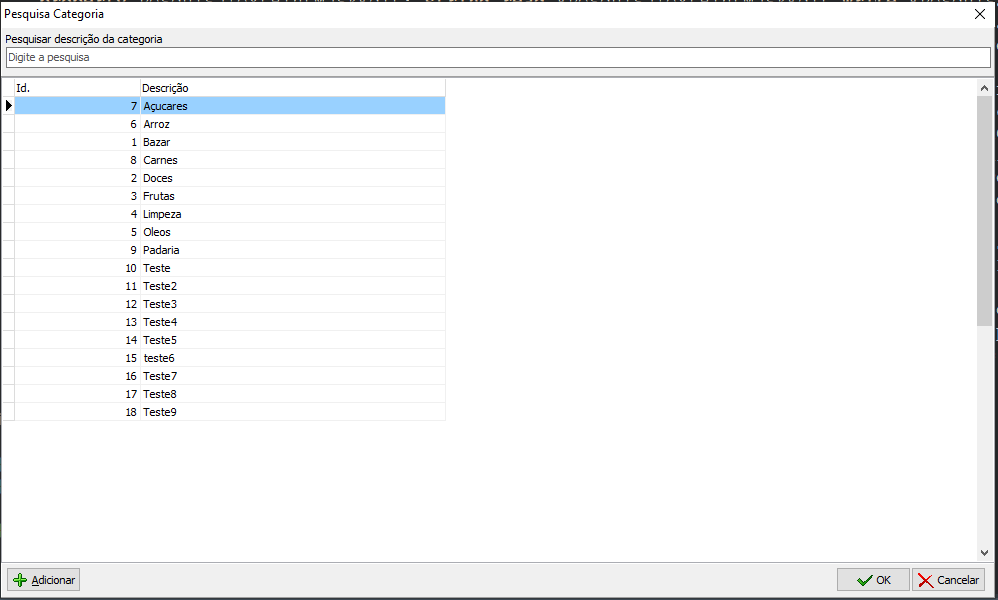 Pesquisa Categoria
Pesquisar descrição da categoria
Digite a pesquisa
Id. Descrição
7 Açucares
6 Arroz
1 Bazar
8 Carnes
2 Doces
3 Frutas
4 Limpeza
5 Oleos
9 Padaria
10 Teste
11 Teste2
12 Teste3
13 Teste4
14 Teste5
15 teste6
16 Teste7
17 Teste8
18 Teste9
Adicionar OK Cancelar